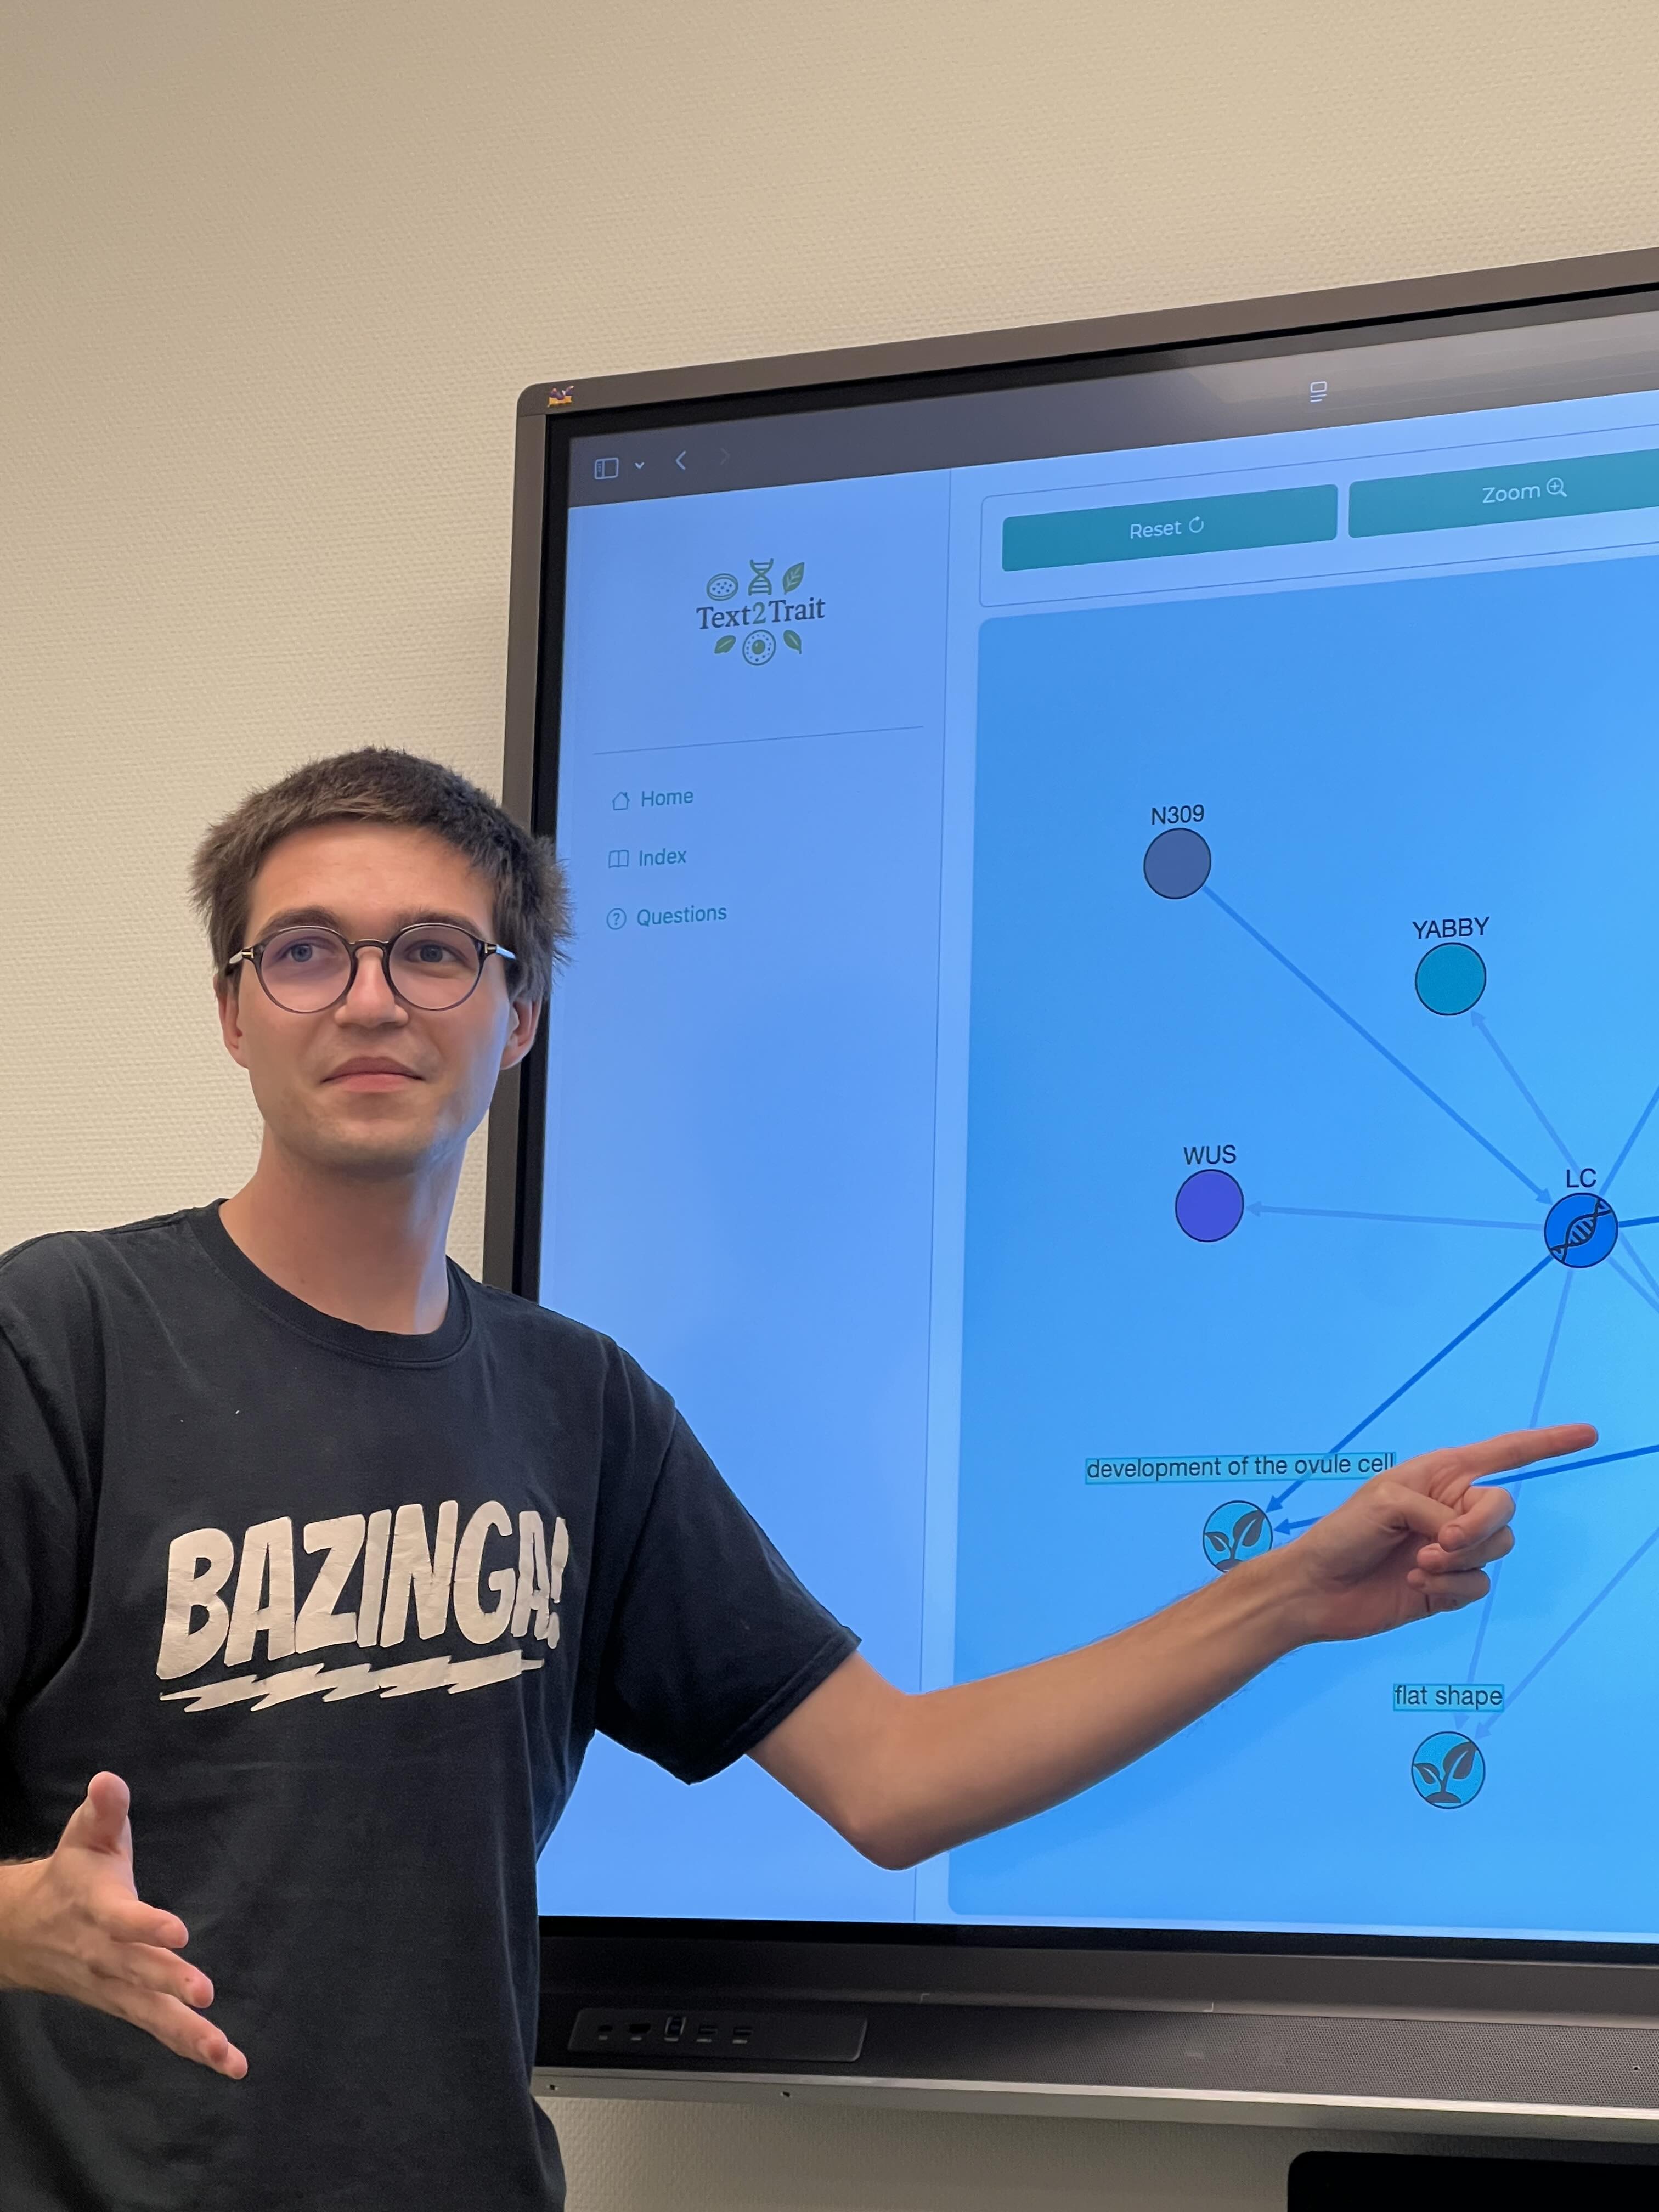 Reset
Zoom
Text2Trait
Home
Index
Questions
N309
YABBY
WUS
LC
development of the ovule cell
flat shape
BAZINGA!